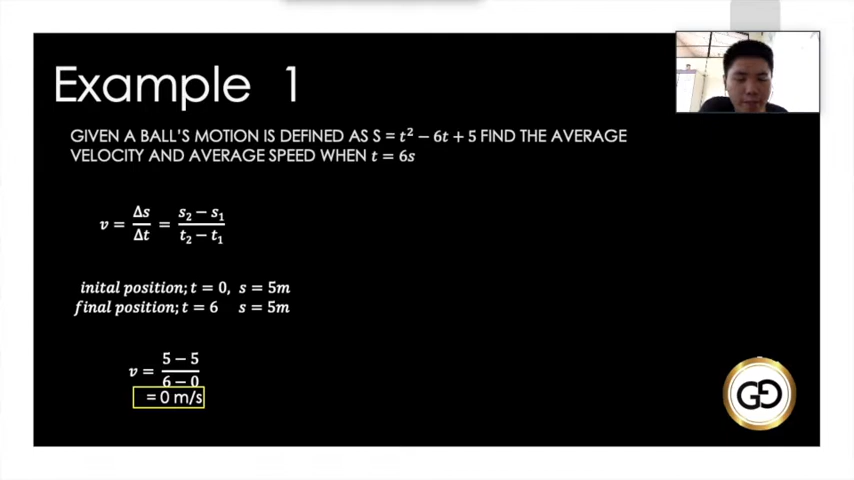 Example 1
GIVEN A BALL'S MOTION IS DEFINED AS S = t² − 6t + 5 FIND THE AVERAGE
VELOCITY AND AVERAGE SPEED WHEN t = 6s
v = Δs/Δt = (s₂ − s₁)/(t₂ − t₁)
inital position; t = 0, s = 5m
final position; t = 6 s = 5m
v = (5 − 5)/(6 − 0)
= 0 m/s
GG